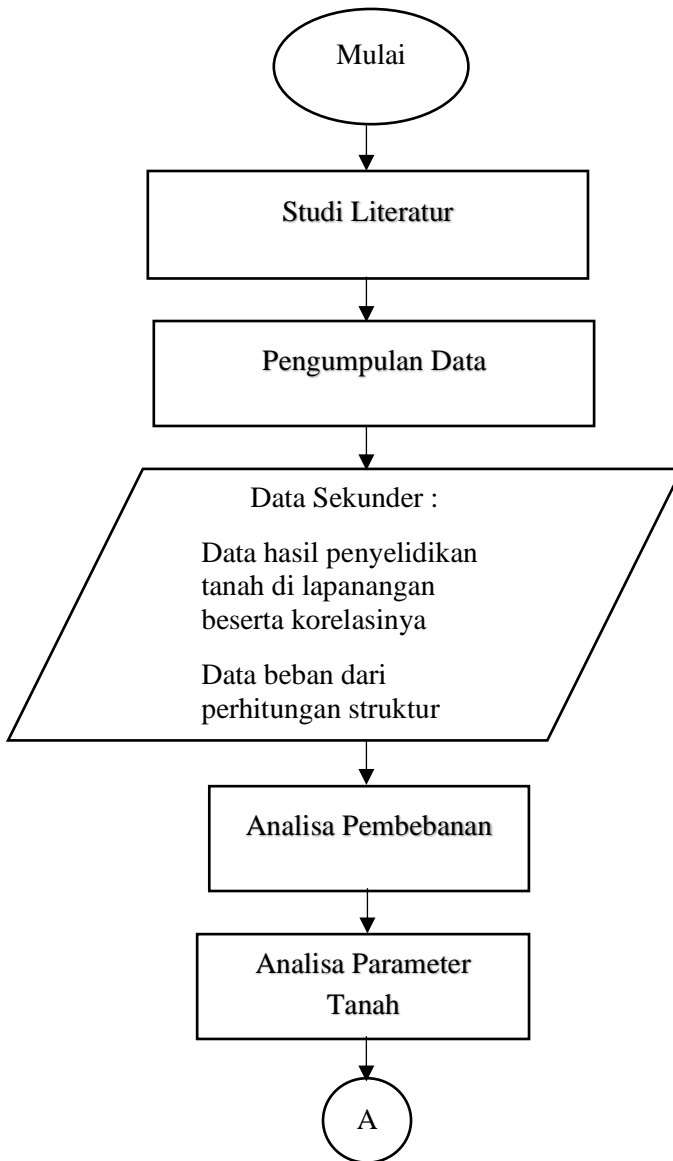 Mulai
Studi Literatur
Pengumpulan Data
Data Sekunder :
Data hasil penyelidikan
tanah di lapanangan
beserta korelasinya
Data beban dari
perhitungan struktur
Analisa Pembebanan
Analisa Parameter
Tanah
A